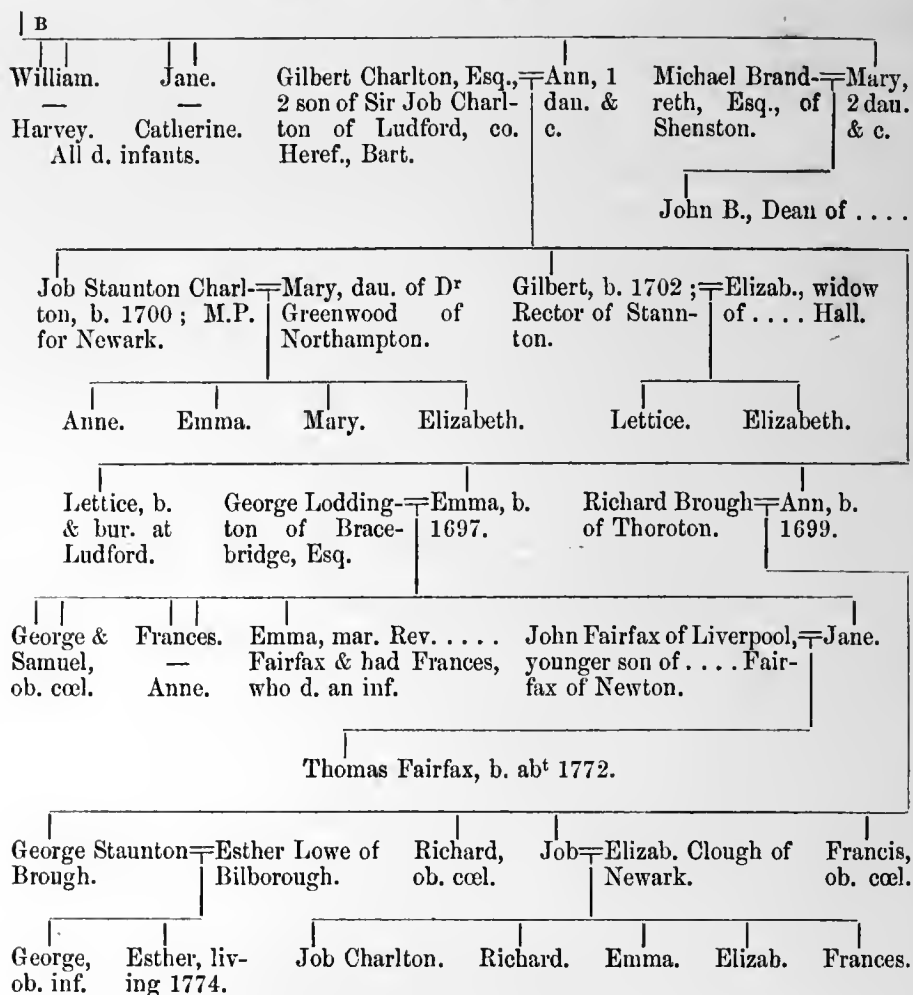 B
William. Jane. Gilbert Charlton, Esq., Ann, 1 Michael Brand- Mary,
— — 2 son of Sir Job Charl- dau. & reth, Esq., of 2 dau.
Harvey. Catherine. ton of Ludford, co. c. Shenston. & c.
All d. infants. Heref., Bart.
John B., Dean of . . . .
Job Staunton Charl- Mary, dau. of Dr Gilbert, b. 1702 ; Elizab., widow
ton, b. 1700 ; M.P. Greenwood of Rector of Staun- of . . . . Hall.
for Newark. Northampton. ton.
Anne. Emma. Mary. Elizabeth. Lettice. Elizabeth.
Lettice, b. George Lodding- Emma, b. Richard Brough Ann, b.
& bur. at ton of Brace- 1697. of Thoroton. 1699.
Ludford. bridge, Esq.
George & Frances. Emma, mar. Rev. . . . . . John Fairfax of Liverpool, Jane.
Samuel, — Fairfax & had Frances, younger son of . . . . Fair-
ob. cœl. Anne. who d. an inf. fax of Newton.
Thomas Fairfax, b. abt 1772.
George Staunton Esther Lowe of Richard, Job Elizab. Clough of Francis,
Brough. Bilborough. ob. cœl. Newark. ob. cœl.
George, Esther, liv- Job Charlton. Richard. Emma. Elizab. Frances.
ob. inf. ing 1774.